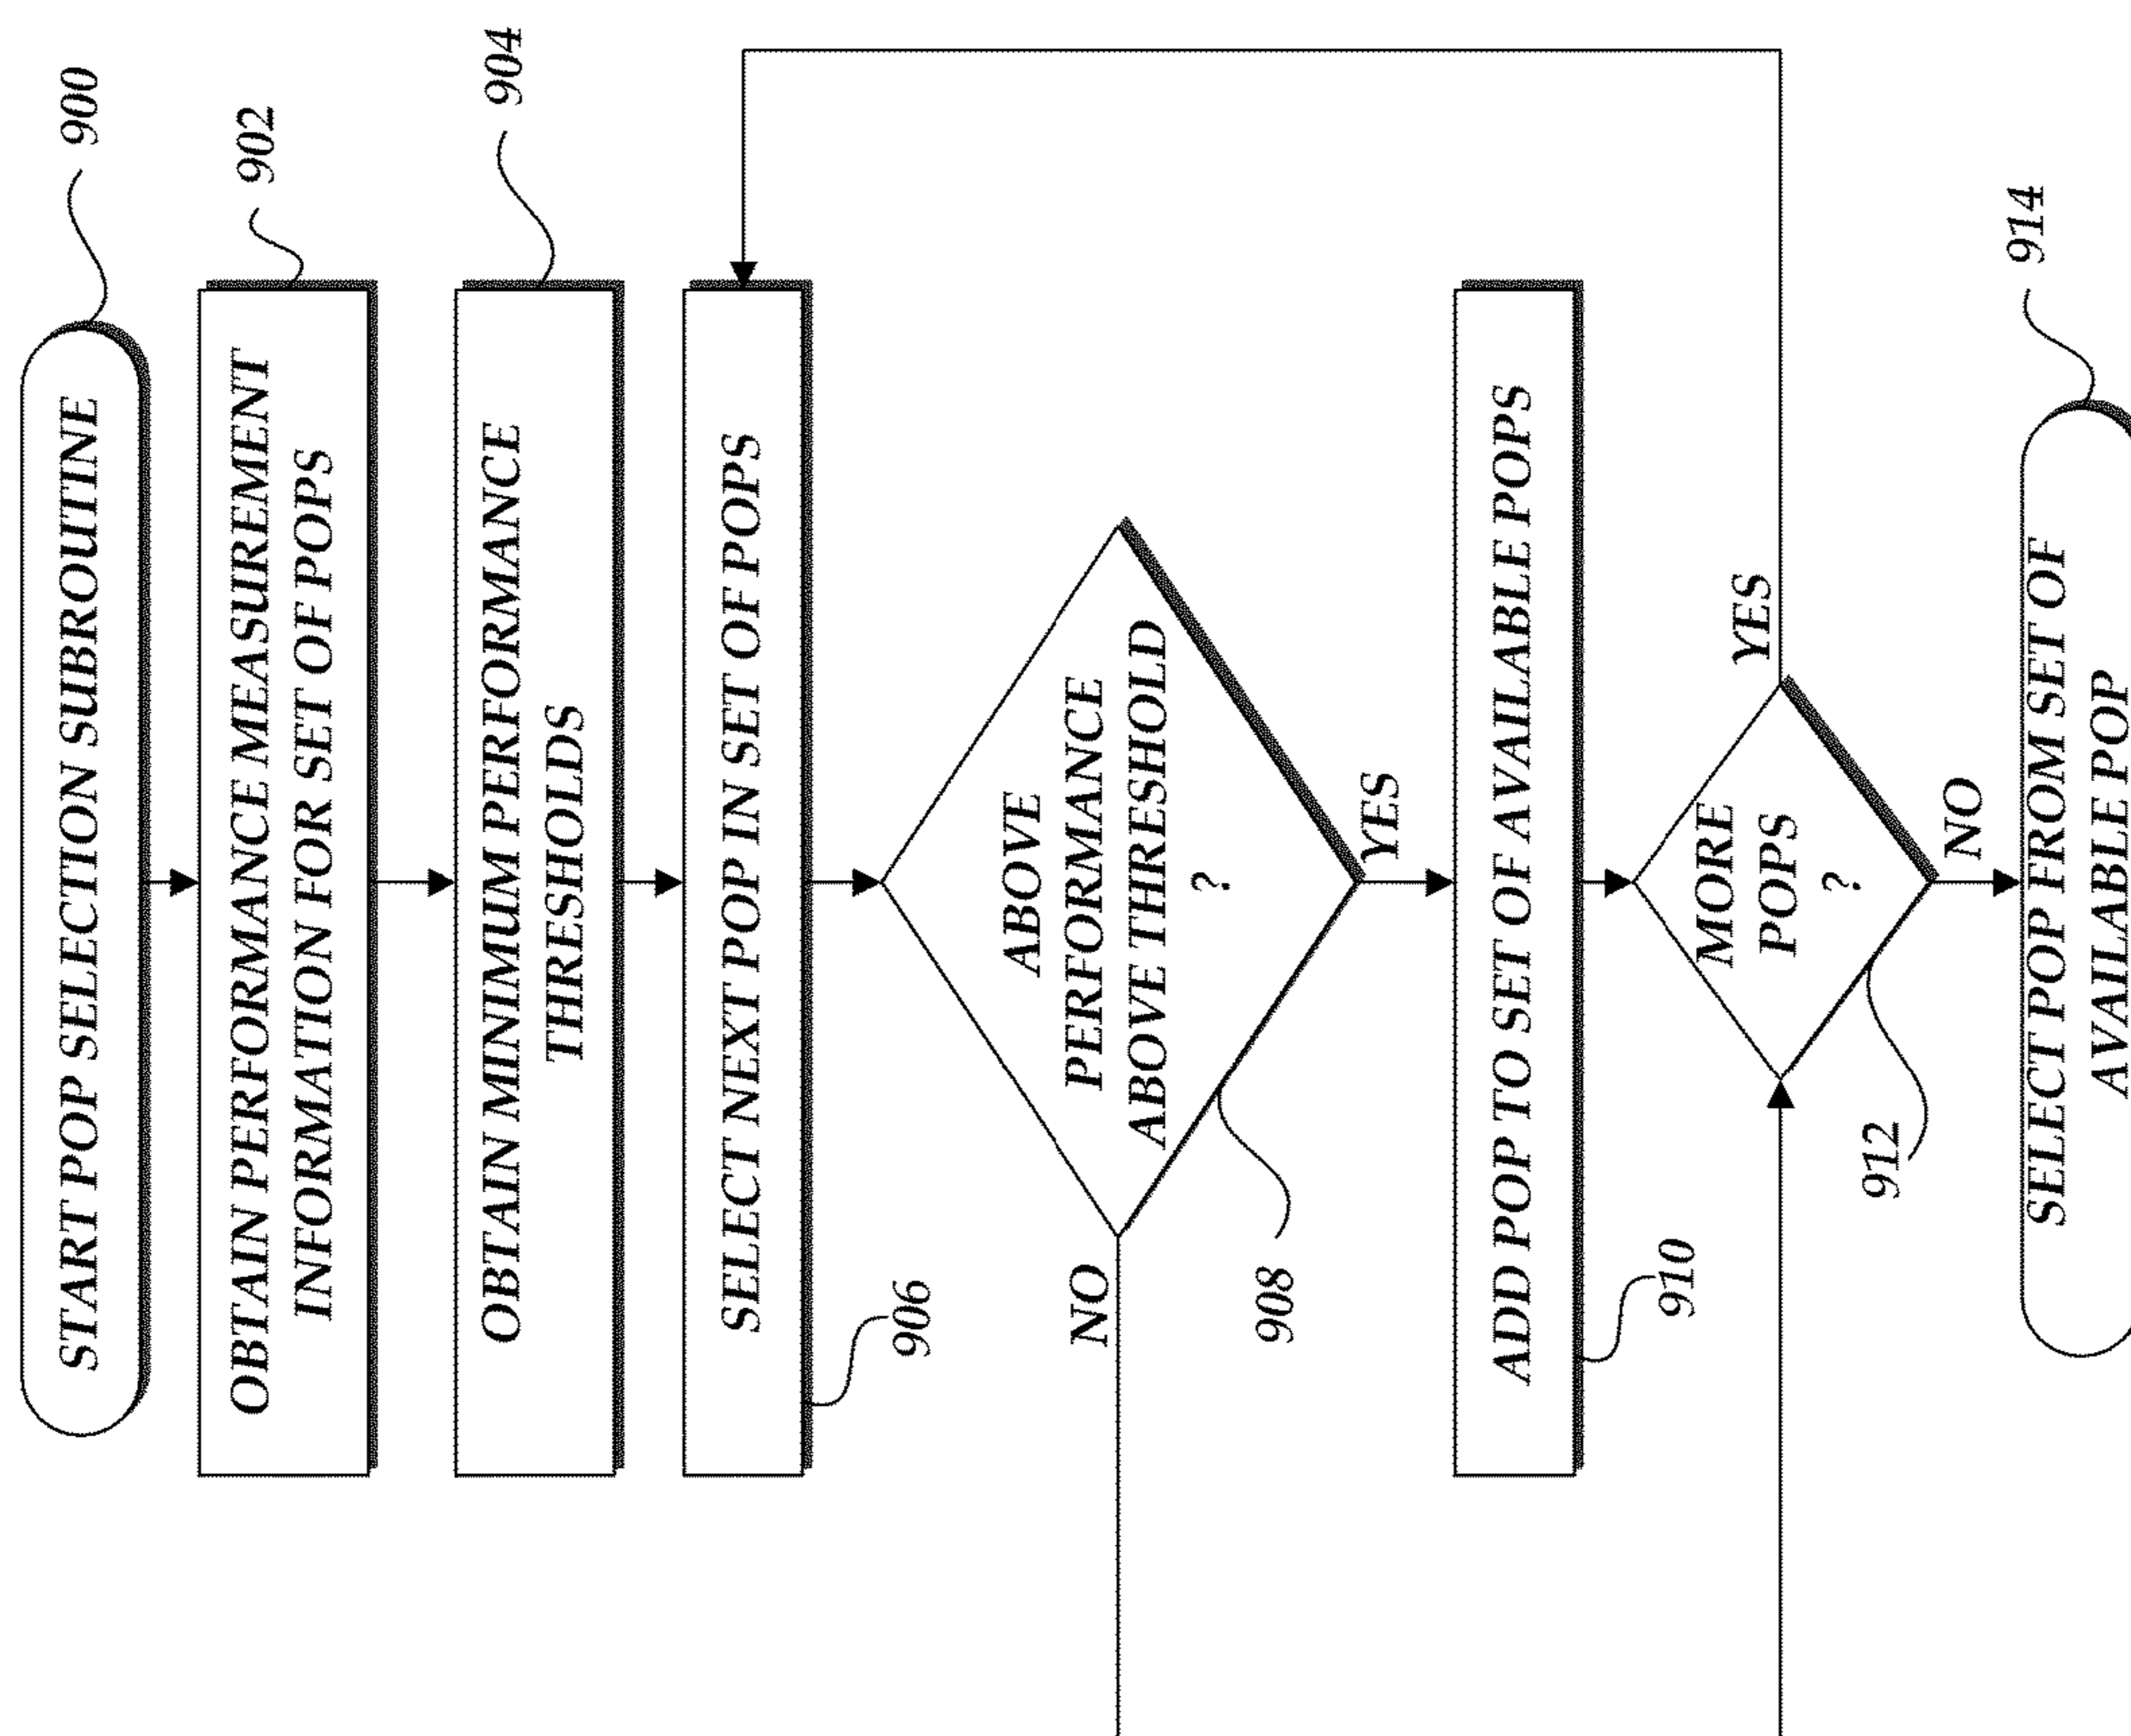 START POP SELECTION SUBROUTINE
900
OBTAIN PERFORMANCE MEASUREMENT
INFORMATION FOR SET OF POPS
902
OBTAIN MINIMUM PERFORMANCE
THRESHOLDS
904
SELECT NEXT POP IN SET OF POPS
906
ABOVE
PERFORMANCE
ABOVE THRESHOLD
?
NO
908
YES
ADD POP TO SET OF AVAILABLE POPS
910
MORE
POPS
?
YES
912
NO
914
SELECT POP FROM SET OF
AVAILABLE POP